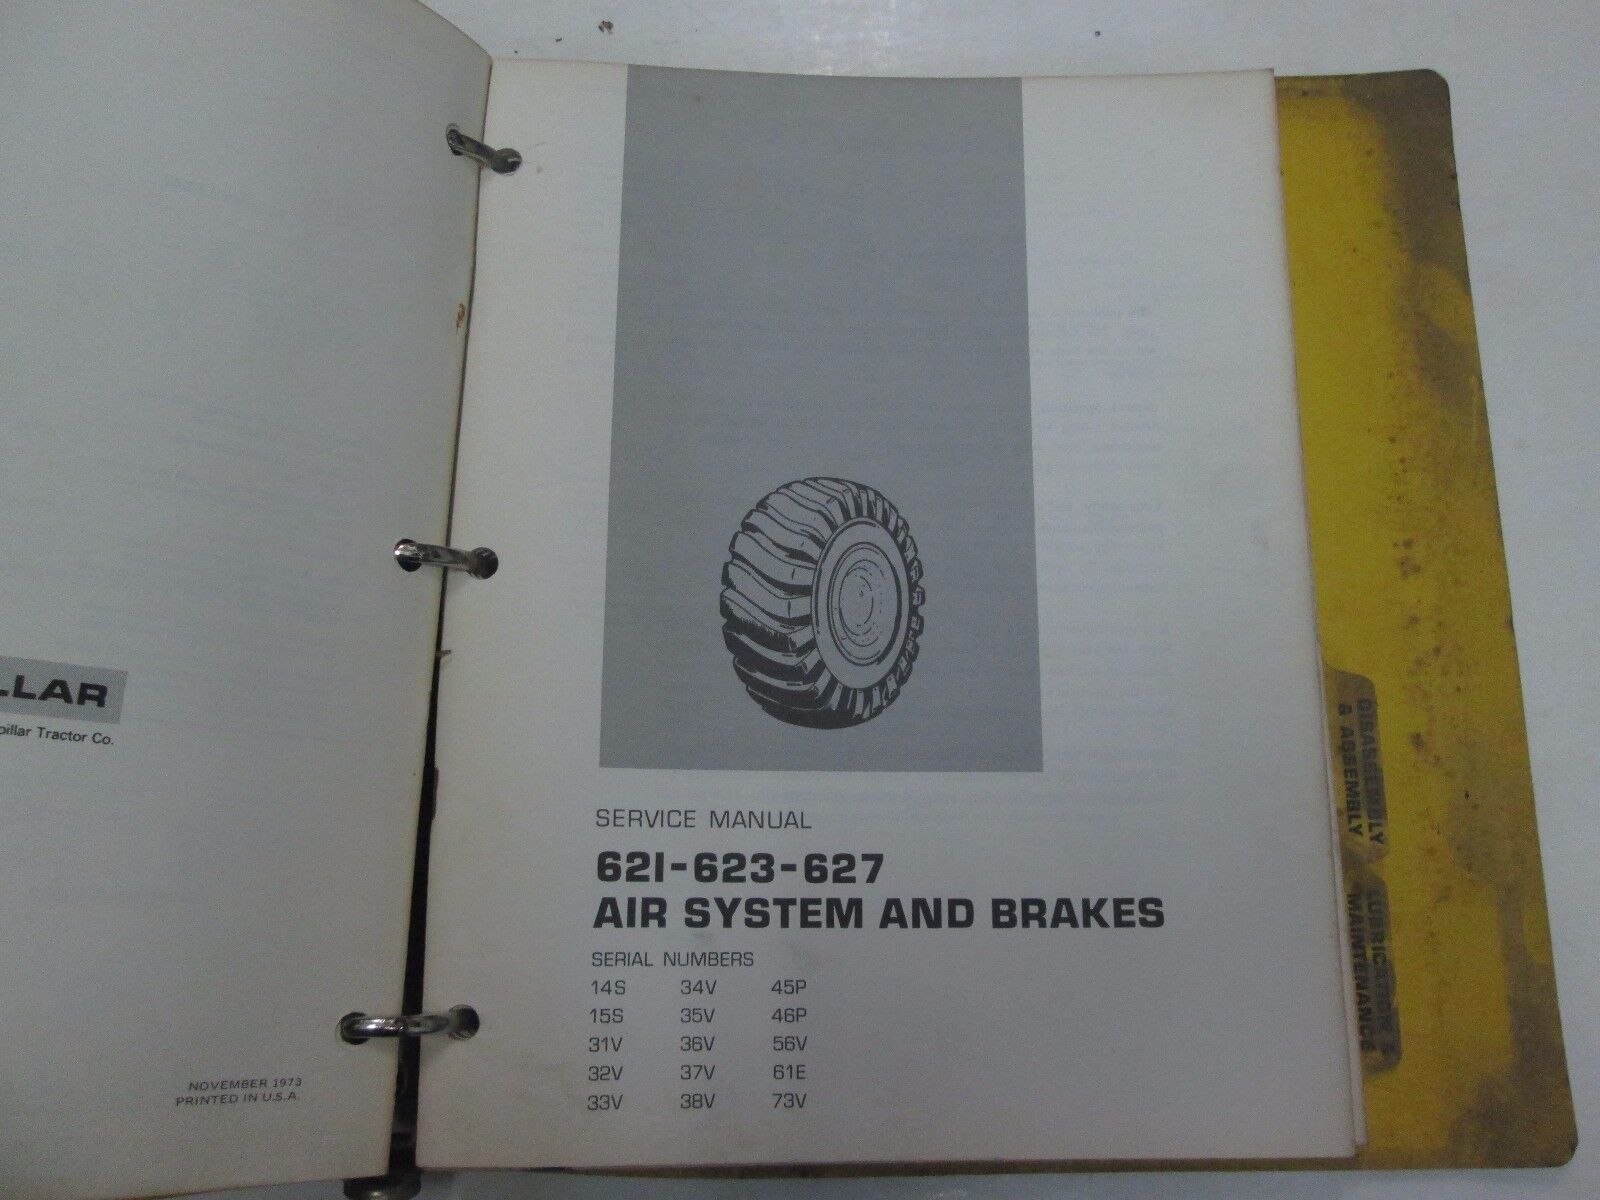 LLAR
pillar Tractor Co.
NOVEMBER 1973
PRINTED IN U.S.A.
SERVICE MANUAL
621-623-627
AIR SYSTEM AND BRAKES
SERIAL NUMBERS
14S 34V 45P
15S 35V 46P
31V 36V 56V
32V 37V 61E
33V 38V 73V
DISASSEMBLY
& ASSEMBLY
LUBRICATION &
MAINTENANCE